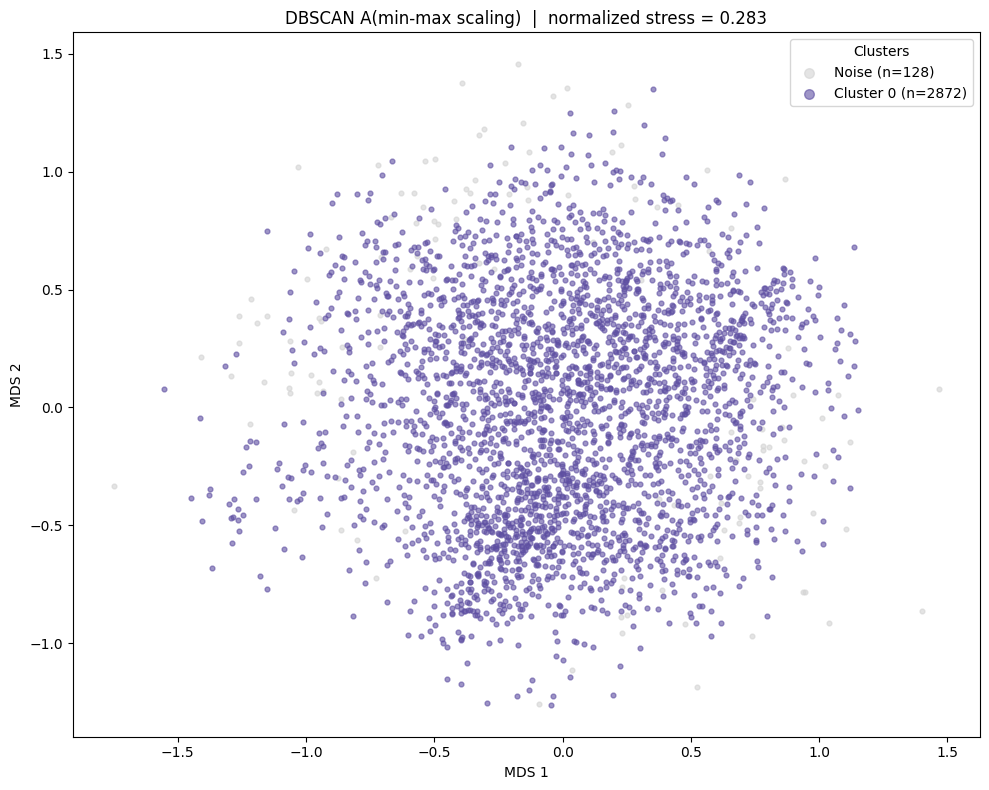 DBSCAN A(min-max scaling)  |  normalized stress = 0.283
Clusters
Noise (n=128)
Cluster 0 (n=2872)
1.5
1.0
0.5
0.0
−0.5
−1.0
MDS 2
−1.5
−1.0
−0.5
0.0
0.5
1.0
1.5
MDS 1